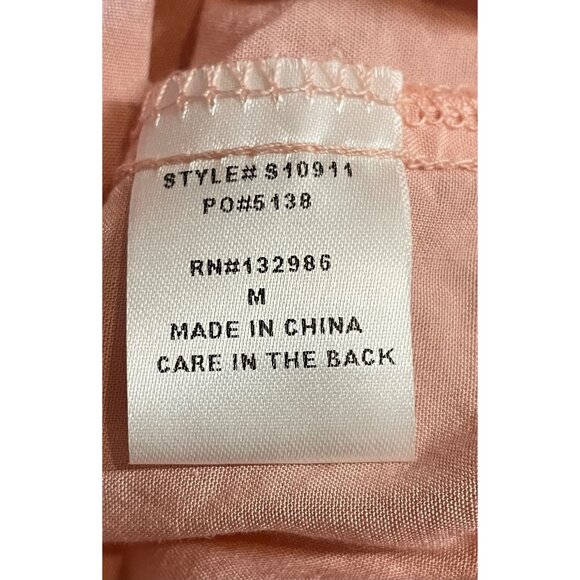 STYLE# S10911
PO#5138
RN#132986
M
MADE IN CHINA
CARE IN THE BACK